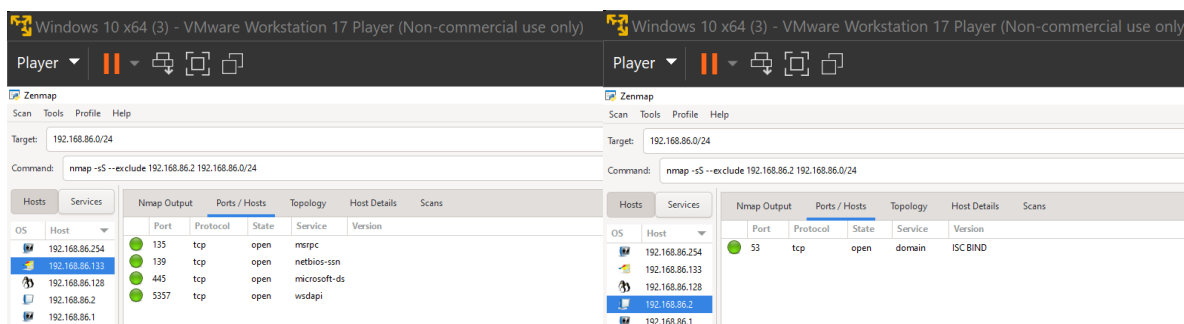 Windows 10 x64 (3) - VMware Workstation 17 Player (Non-commercial use only)
Player
Zenmap
Scan Tools Profile Help
Target: 192.168.86.0/24
Command: nmap -sS --exclude 192.168.86.2 192.168.86.0/24
Hosts Services
Nmap Output Ports / Hosts Topology Host Details Scans
OS Host
Port Protocol State Service Version
192.168.86.254
192.168.86.133
192.168.86.128
192.168.86.2
192.168.86.1
135 tcp open msrpc
139 tcp open netbios-ssn
445 tcp open microsoft-ds
5357 tcp open wsdapi
Windows 10 x64 (3) - VMware Workstation 17 Player (Non-commercial use only
Player
Zenmap
Scan Tools Profile Help
Target: 192.168.86.0/24
Command: nmap -sS --exclude 192.168.86.2 192.168.86.0/24
Hosts Services
Nmap Output Ports / Hosts Topology Host Details Scans
OS Host
Port Protocol State Service Version
192.168.86.254
192.168.86.133
192.168.86.128
192.168.86.2
192.168.86.1
53 tcp open domain ISC BIND